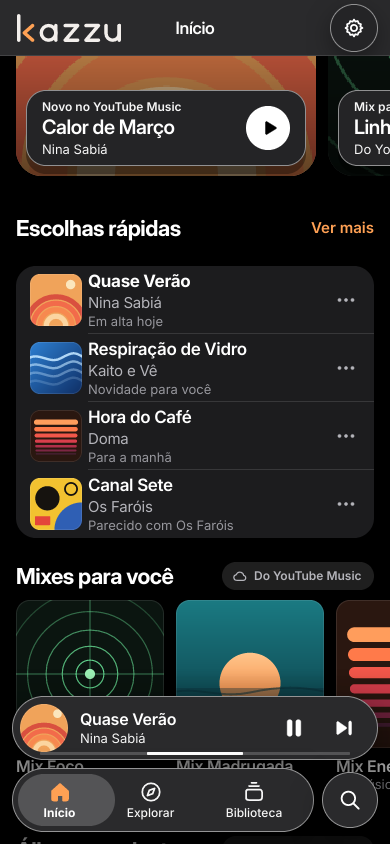 kazzu
Início
Novo no YouTube Music
Calor de Março
Nina Sabiá
Mix pa
Linh
Do Yo
Escolhas rápidas
Ver mais
Quase Verão
Nina Sabiá
Em alta hoje
Respiração de Vidro
Kaito e Vê
Novidade para você
Hora do Café
Doma
Para a manhã
Canal Sete
Os Faróis
Parecido com Os Faróis
Mixes para você
Do YouTube Music
Quase Verão
Nina Sabiá
Mix Foco
Mix Madrugada
Mix Ene
Início
Explorar
Biblioteca